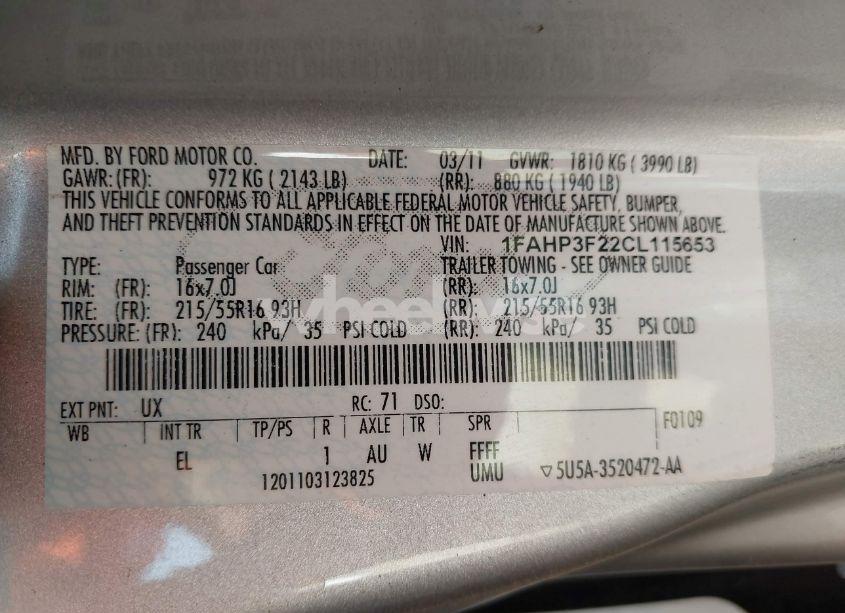 MFD. BY FORD MOTOR CO. DATE: 03/11 GVWR: 1810 KG ( 3990 LB)
GAWR: (FR): 972 KG ( 2143 LB) (RR): 880 KG ( 1940 LB)
THIS VEHICLE CONFORMS TO ALL APPLICABLE FEDERAL MOTOR VEHICLE SAFETY, BUMPER,
AND THEFT PREVENTION STANDARDS IN EFFECT ON THE DATE OF MANUFACTURE SHOWN ABOVE.
VIN: 1FAHP3F22CL115653
TYPE: Passenger Car TRAILER TOWING - SEE OWNER GUIDE
RIM: (FR): 16x7.0J (RR): 16x7.0J
TIRE: (FR): 215/55R16 93H (RR): 215/55R16 93H
PRESSURE: (FR): 240 kPa/ 35 PSI COLD (RR): 240 kPa/ 35 PSI COLD
EXT PNT: UX RC: 71 DSO:
WB INT TR TP/PS R AXLE TR SPR F0109
EL 1 AU W FFFF
1201103123825 UMU ▽5U5A-3520472-AA